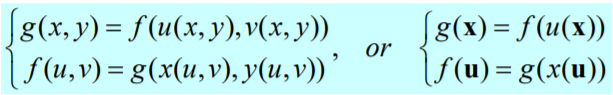 g(x, y) = f(u(x, y), v(x, y))
f(u, v) = g(x(u, v), y(u, v))
, or
g(𝐱) = f(u(𝐱))
f(𝐮) = g(x(𝐮))